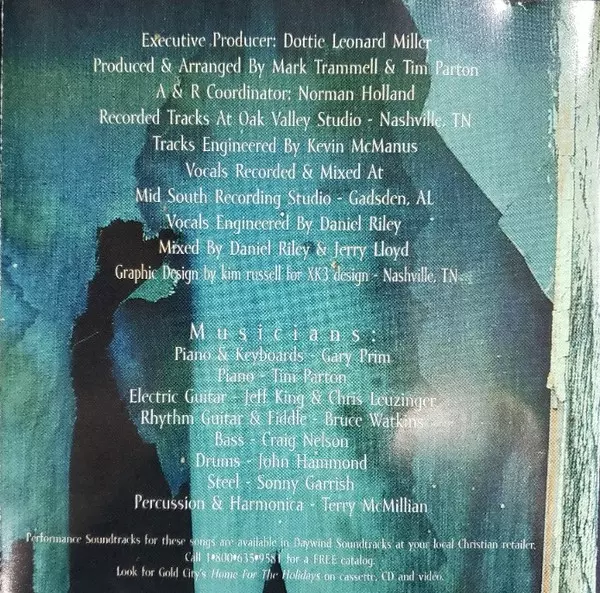 Executive Producer: Dottie Leonard Miller
Produced & Arranged By Mark Trammell & Tim Parton
A & R Coordinator: Norman Holland
Recorded Tracks At Oak Valley Studio - Nashville, TN
Tracks Engineered By Kevin McManus
Vocals Recorded & Mixed At
Mid South Recording Studio - Gadsden, AL
Vocals Engineered By Daniel Riley
Mixed By Daniel Riley & Jerry Lloyd
Graphic Design by kim russell for XK3 design - Nashville, TN
Musicians:
Piano & Keyboards - Gary Prim
Piano - Tim Parton
Electric Guitar - Jeff King & Chris Leuzinger
Rhythm Guitar & Fiddle - Bruce Watkins
Bass - Craig Nelson
Drums - John Hammond
Steel - Sonny Garrish
Percussion & Harmonica - Terry McMillian
Performance Soundtracks for these songs are available in Daywind Soundtracks at your local Christian retailer.
Call 1•800•635•9581 for a FREE catalog.
Look for Gold City's Home For The Holidays on cassette, CD and video.